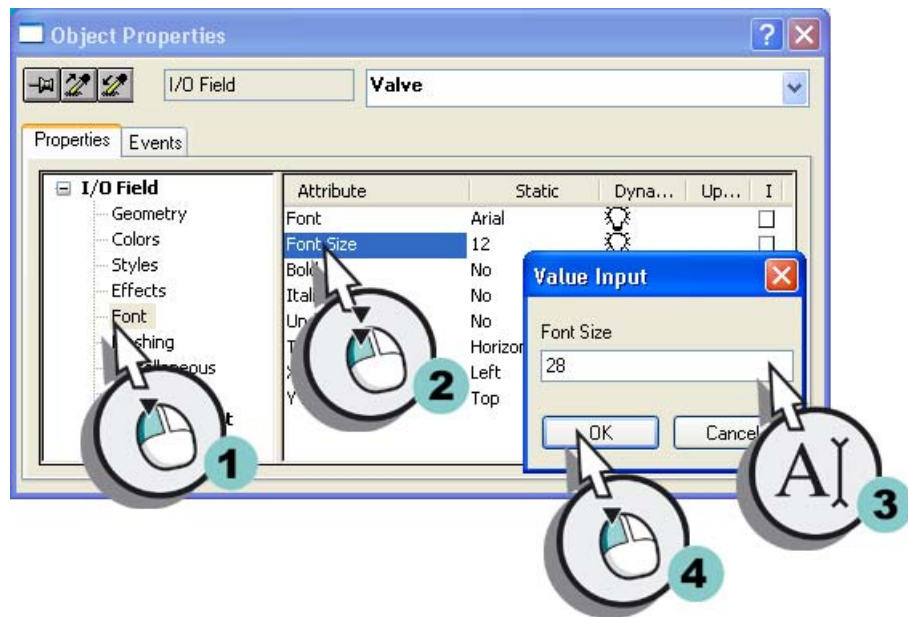 Object Properties
I/O Field Valve
Properties Events
I/O Field
Geometry
Colors
Styles
Effects
Font
Attribute Static Dyna... Up... I
Font Arial
Font Size 12
No
No
No
Left
Y Top
Value Input
Font Size
28
OK Cancel
1
2
3
4
A